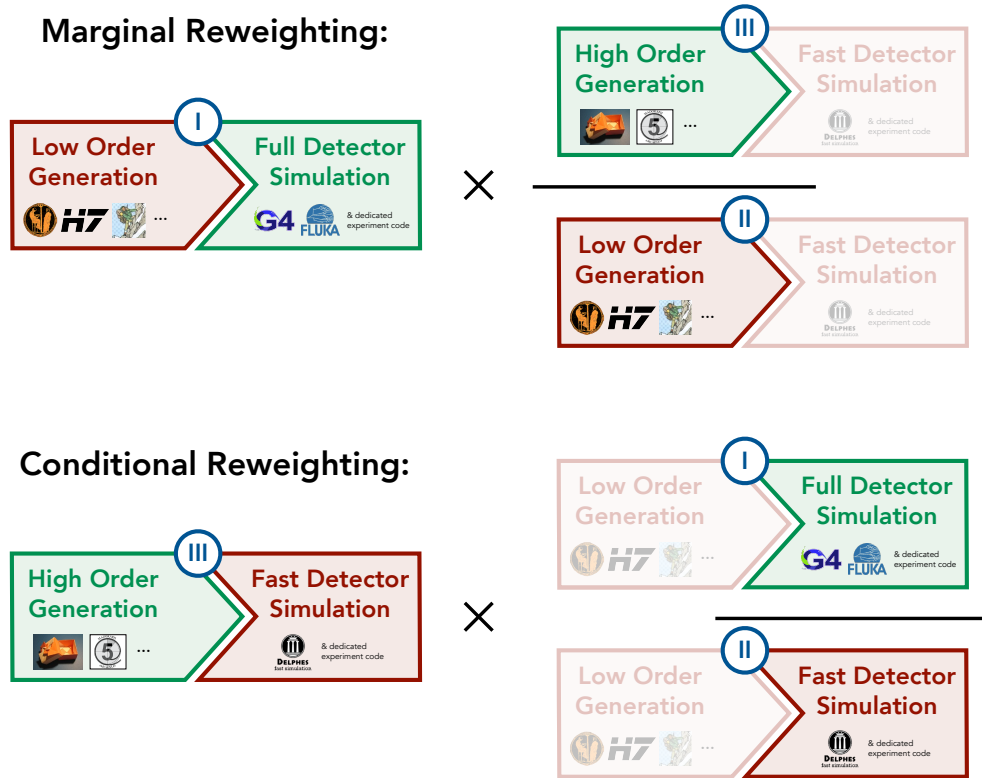 Marginal Reweighting:
III
High Order
Generation
5
...
Fast Detector
Simulation
DELPHES
fast simulation
& dedicated
experiment code
I
Low Order
Generation
H7
...
Full Detector
Simulation
G4
FLUKA
& dedicated
experiment code
×
II
Low Order
Generation
H7
...
Fast Detector
Simulation
DELPHES
fast simulation
& dedicated
experiment code
Conditional Reweighting:
I
Low Order
Generation
H7
...
Full Detector
Simulation
G4
FLUKA
& dedicated
experiment code
III
High Order
Generation
5
...
Fast Detector
Simulation
DELPHES
fast simulation
& dedicated
experiment code
×
II
Low Order
Generation
H7
...
Fast Detector
Simulation
DELPHES
fast simulation
& dedicated
experiment code